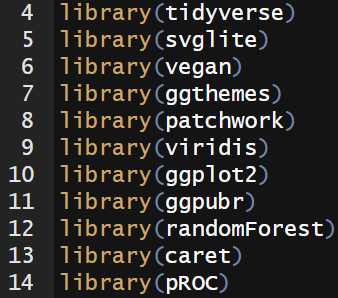 4 library(tidyverse)
5 library(svglite)
6 library(vegan)
7 library(ggthemes)
8 library(patchwork)
9 library(viridis)
10 library(ggplot2)
11 library(ggpubr)
12 library(randomForest)
13 library(caret)
14 library(pROC)